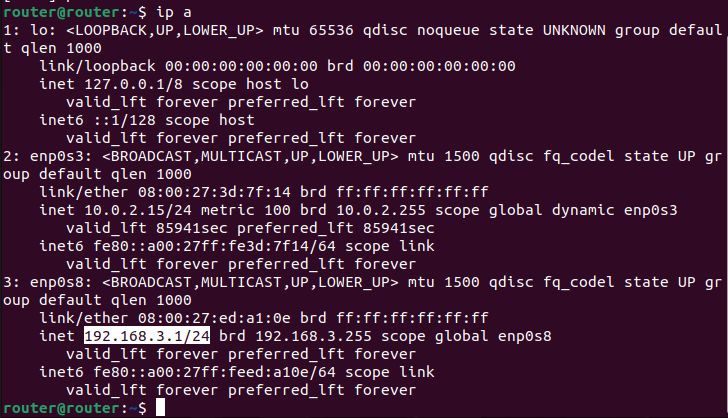 router@router:~$ ip a
1: lo: <LOOPBACK,UP,LOWER_UP> mtu 65536 qdisc noqueue state UNKNOWN group defaul
t qlen 1000
    link/loopback 00:00:00:00:00:00 brd 00:00:00:00:00:00
    inet 127.0.0.1/8 scope host lo
       valid_lft forever preferred_lft forever
    inet6 ::1/128 scope host
       valid_lft forever preferred_lft forever
2: enp0s3: <BROADCAST,MULTICAST,UP,LOWER_UP> mtu 1500 qdisc fq_codel state UP gr
oup default qlen 1000
    link/ether 08:00:27:3d:7f:14 brd ff:ff:ff:ff:ff:ff
    inet 10.0.2.15/24 metric 100 brd 10.0.2.255 scope global dynamic enp0s3
       valid_lft 85941sec preferred_lft 85941sec
    inet6 fe80::a00:27ff:fe3d:7f14/64 scope link
       valid_lft forever preferred_lft forever
3: enp0s8: <BROADCAST,MULTICAST,UP,LOWER_UP> mtu 1500 qdisc fq_codel state UP gr
oup default qlen 1000
    link/ether 08:00:27:ed:a1:0e brd ff:ff:ff:ff:ff:ff
    inet 192.168.3.1/24 brd 192.168.3.255 scope global enp0s8
       valid_lft forever preferred_lft forever
    inet6 fe80::a00:27ff:feed:a10e/64 scope link
       valid_lft forever preferred_lft forever
router@router:~$